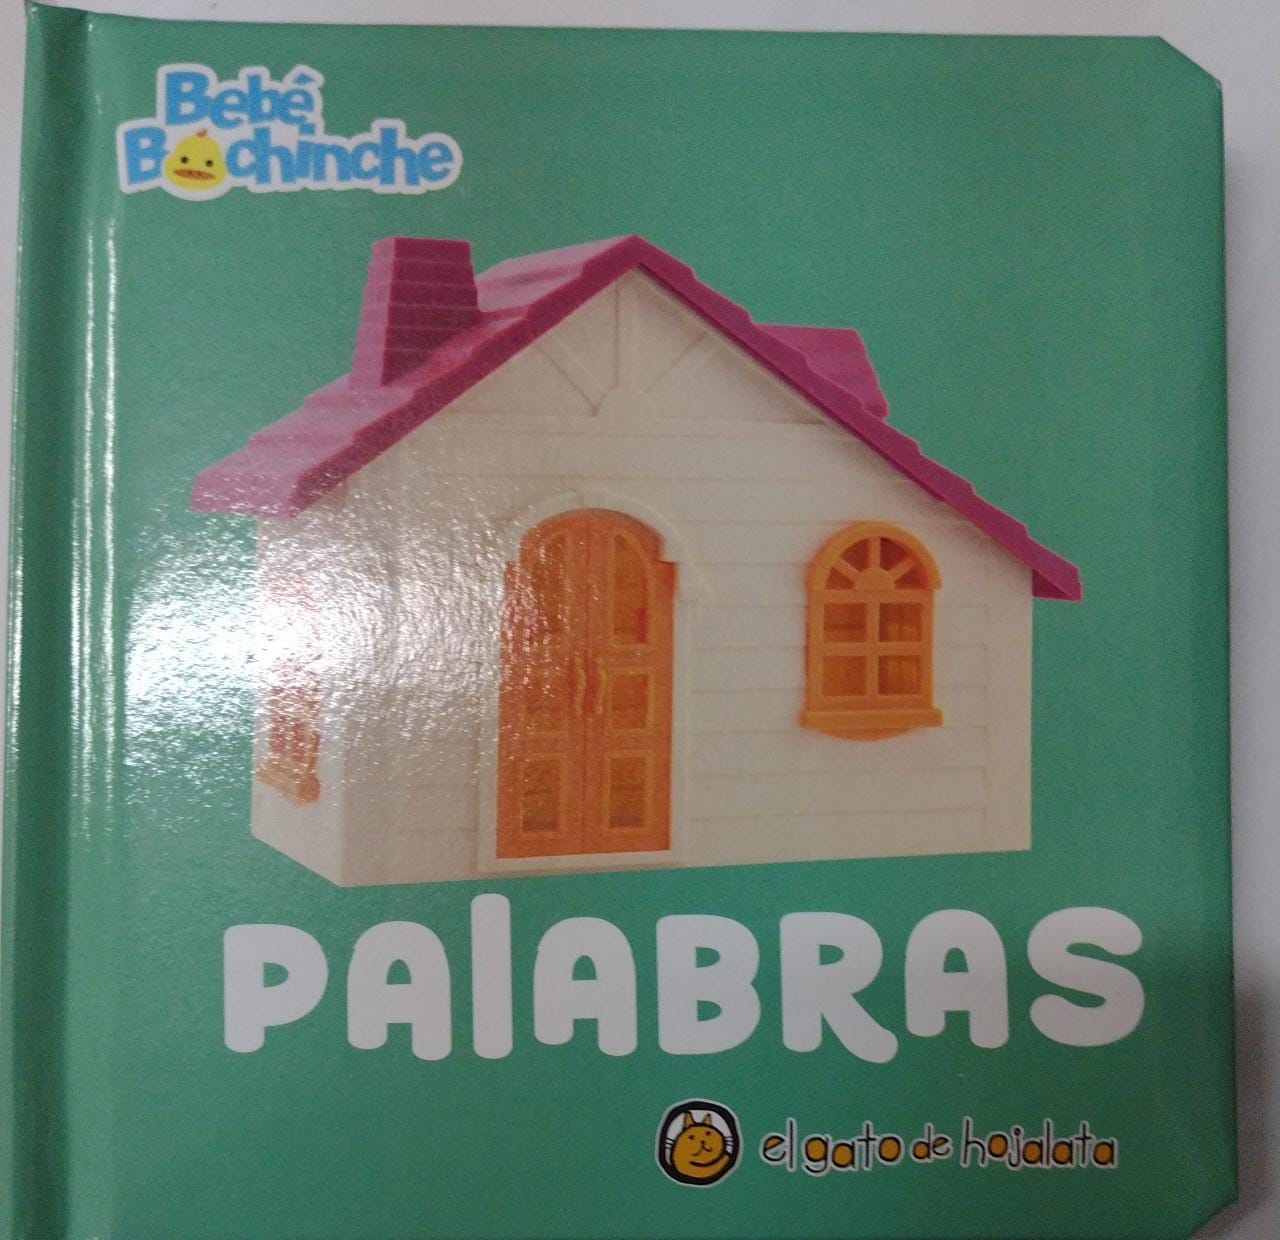 Bebé
Bochinche
PALABRAS
el gato de hojalata